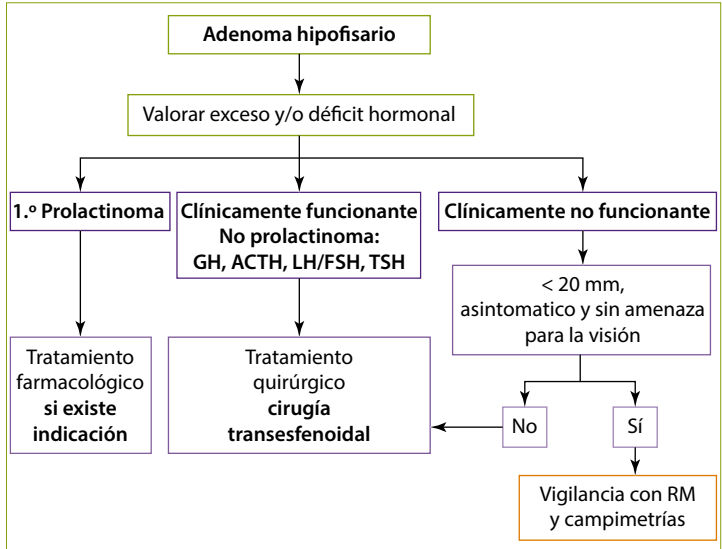 Adenoma hipofisario
Valorar exceso y/o déficit hormonal
1.º Prolactinoma
Clínicamente funcionante
No prolactinoma:
GH, ACTH, LH/FSH, TSH
Clínicamente no funcionante
< 20 mm,
asintomatico y sin amenaza
para la visión
Tratamiento
farmacológico
si existe
indicación
Tratamiento
quirúrgico
cirugía
transesfenoidal
No
Sí
Vigilancia con RM
y campimetrías